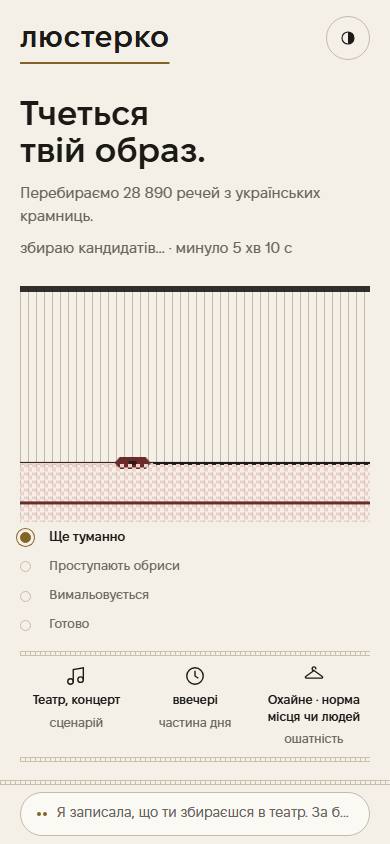 люстерко
Тчеться
твій образ.
Перебираємо 28 890 речей з українських
крамниць.
збираю кандидатів… · минуло 5 хв 10 с
Ще туманно
Проступають обриси
Вимальовується
Готово
Театр, концерт
сценарій
ввечері
частина дня
Охайне · норма
місця чи людей
ошатність
Я записала, що ти збираєшся в театр. За б…